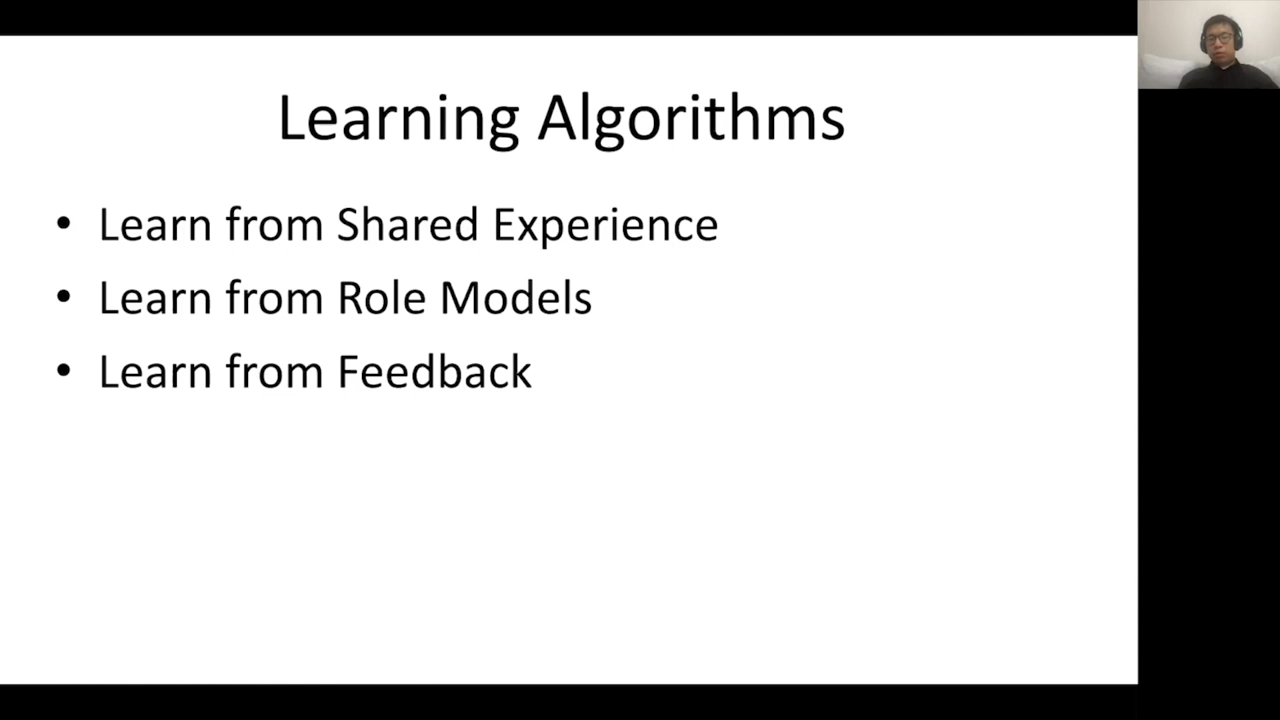 Learning Algorithms
• Learn from Shared Experience
• Learn from Role Models
• Learn from Feedback